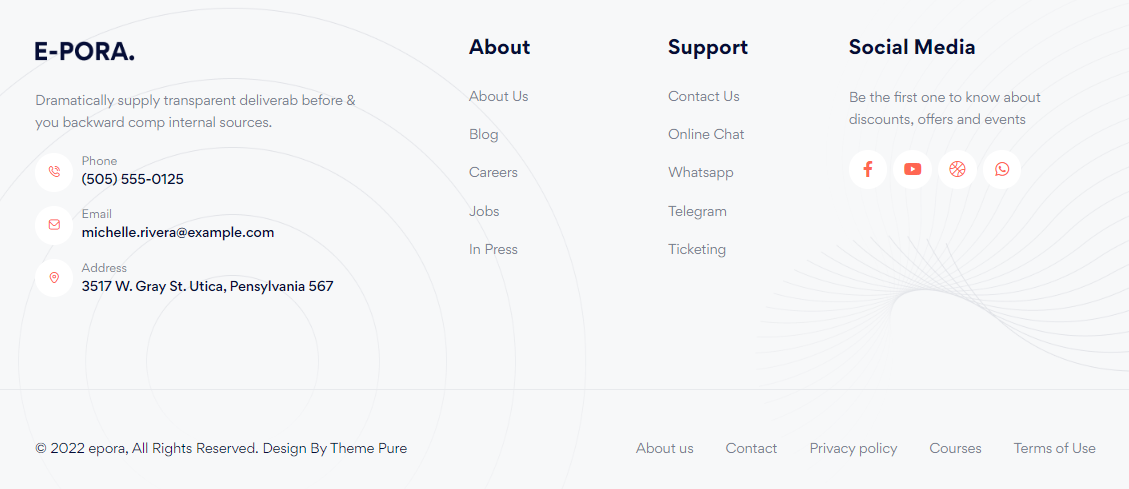 E-PORA.
Dramatically supply transparent deliverab before &
you backward comp internal sources.
Phone
(505) 555-0125
Email
michelle.rivera@example.com
Address
3517 W. Gray St. Utica, Pensylvania 567
About
About Us
Blog
Careers
Jobs
In Press
Support
Contact Us
Online Chat
Whatsapp
Telegram
Ticketing
Social Media
Be the first one to know about
discounts, offers and events
© 2022 epora, All Rights Reserved. Design By Theme Pure
About us
Contact
Privacy policy
Courses
Terms of Use